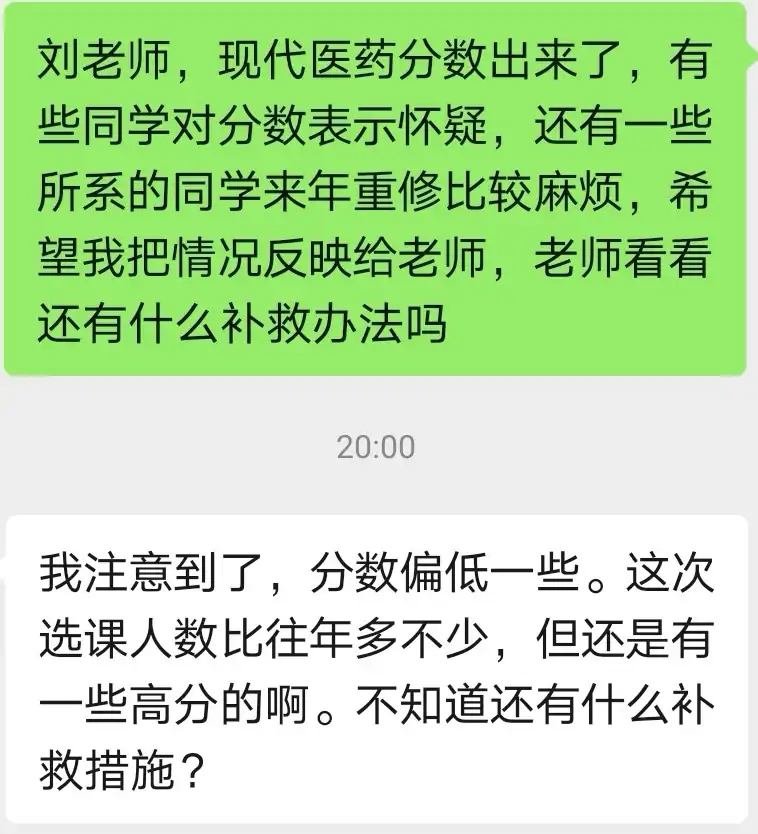 刘老师，现代医药分数出来了，有
些同学对分数表示怀疑，还有一些
所系的同学来年重修比较麻烦，希
望我把情况反映给老师，老师看看
还有什么补救办法吗
20:00
我注意到了，分数偏低一些。这次
选课人数比往年多不少，但还是有
一些高分的啊。不知道还有什么补
救措施？